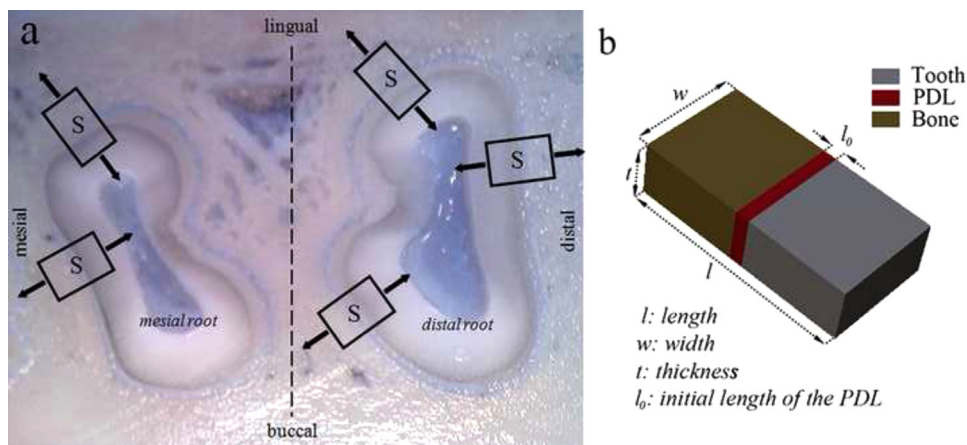 a
lingual
S
S
S
S
S
mesial
distal
mesial root
distal root
buccal
b
Tooth
PDL
Bone
w
l₀
t
l
l: length
w: width
t: thickness
l₀: initial length of the PDL